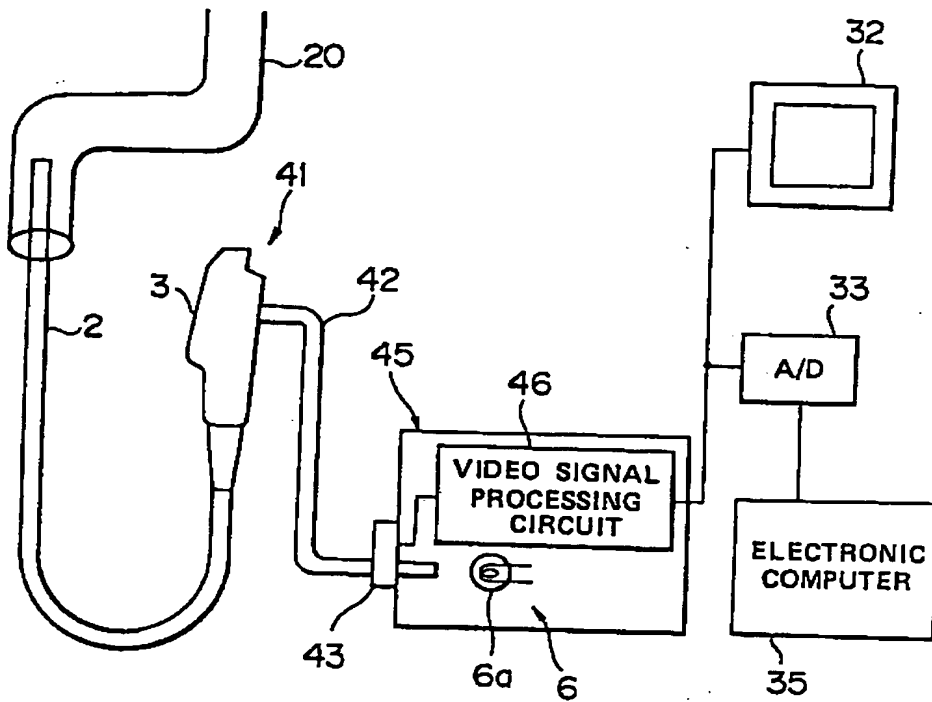 20
32
41
3
42
33
2
45
A/D
46
VIDEO SIGNAL
PROCESSING
CIRCUIT
ELECTRONIC
COMPUTER
43
6a
6
35